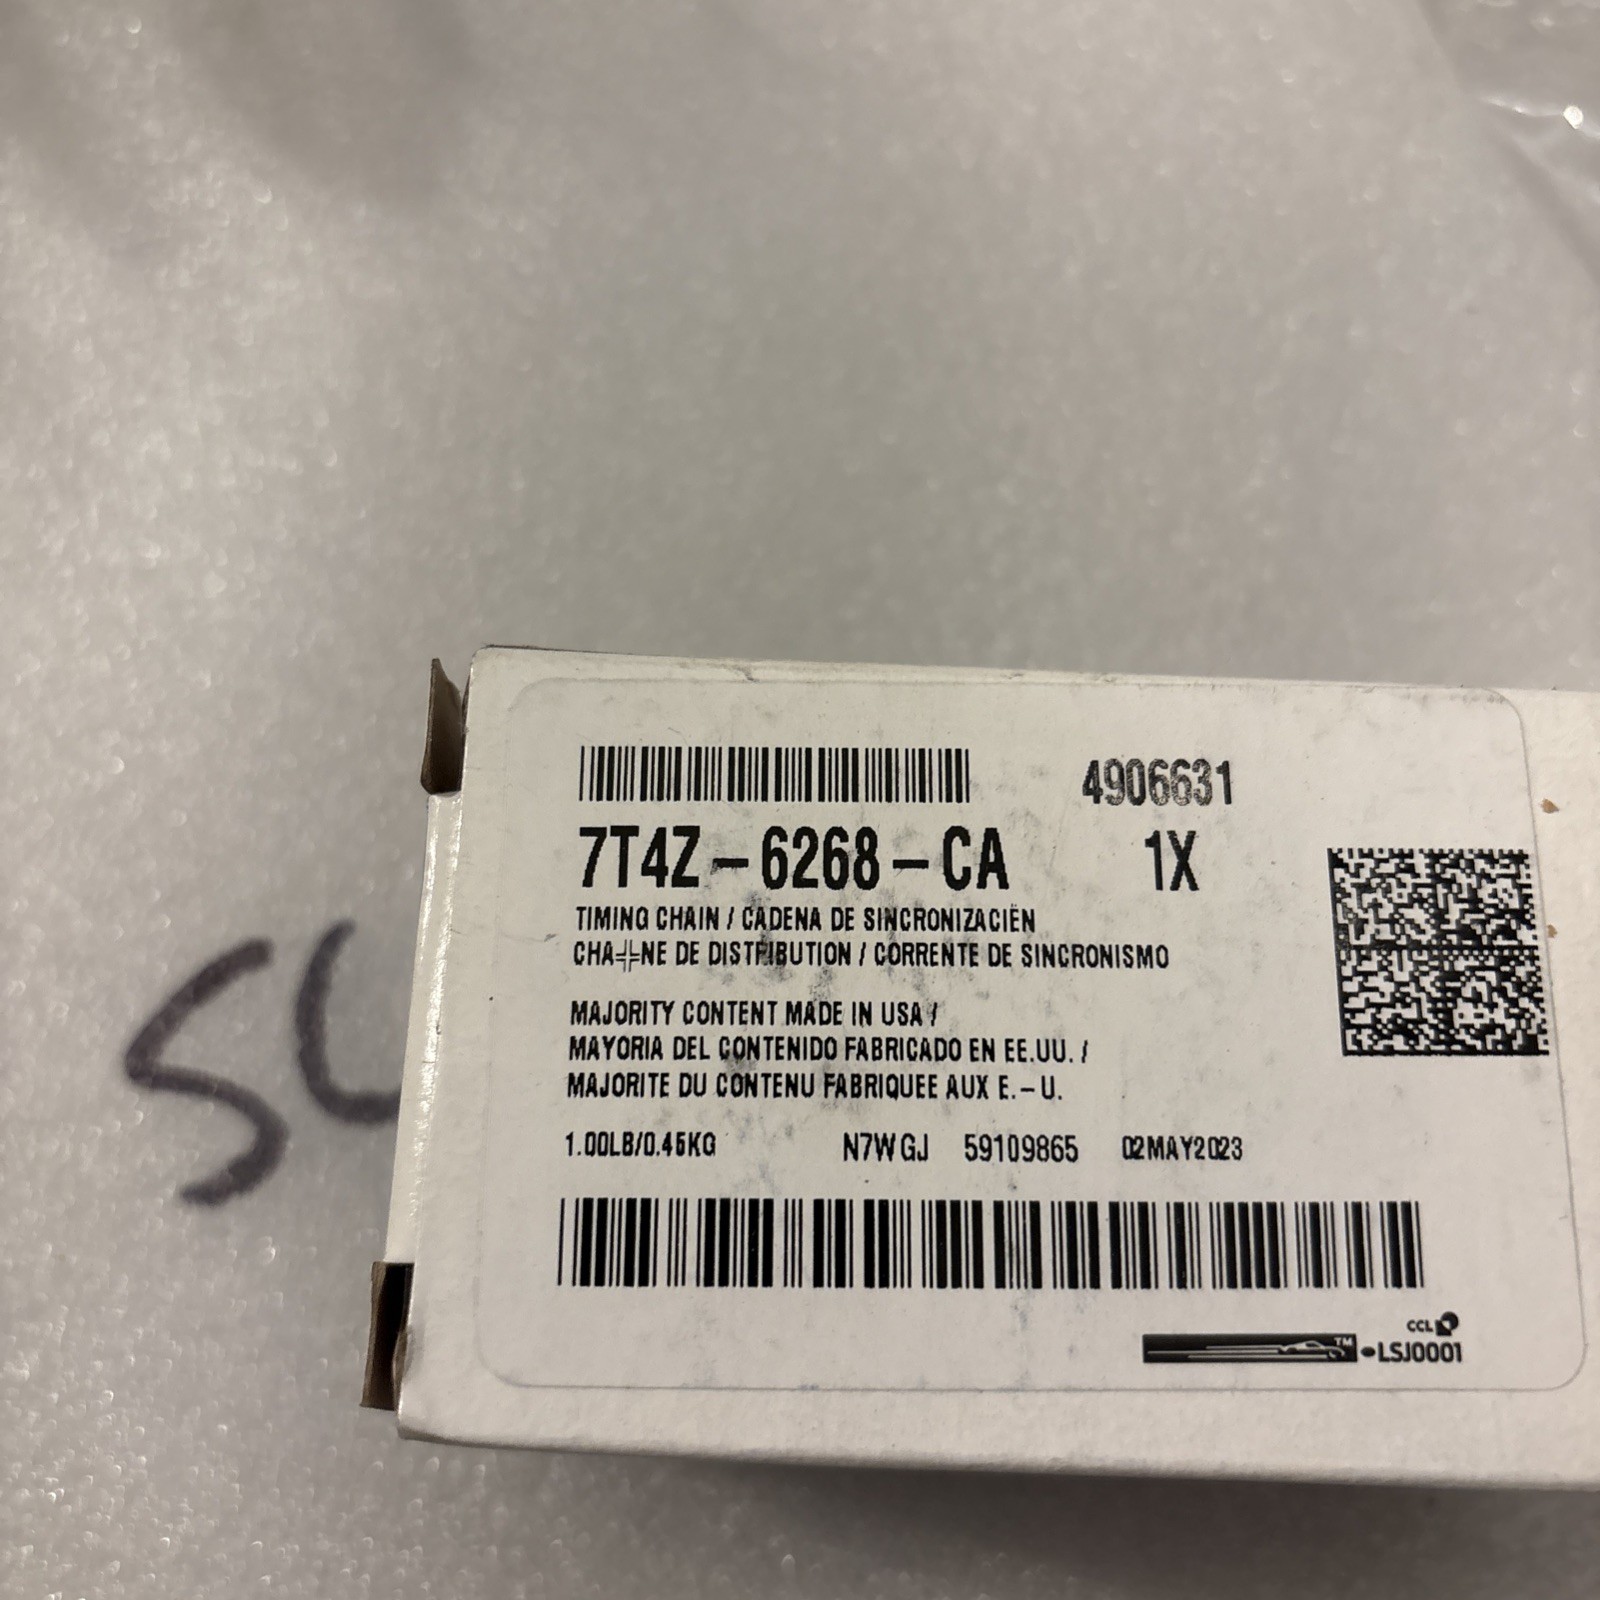 4906631
7T4Z-6268-CA 1X
TIMING CHAIN / CADENA DE SINCRONIZACIËN
CHA╬NE DE DISTRIBUTION / CORRENTE DE SINCRONISMO
MAJORITY CONTENT MADE IN USA /
MAYORIA DEL CONTENIDO FABRICADO EN EE.UU. /
MAJORITE DU CONTENU FABRIQUEE AUX E.-U.
1.00LB/0.45KG N7WGJ 59109865 02MAY2023
CCL
TM •LSJ0001